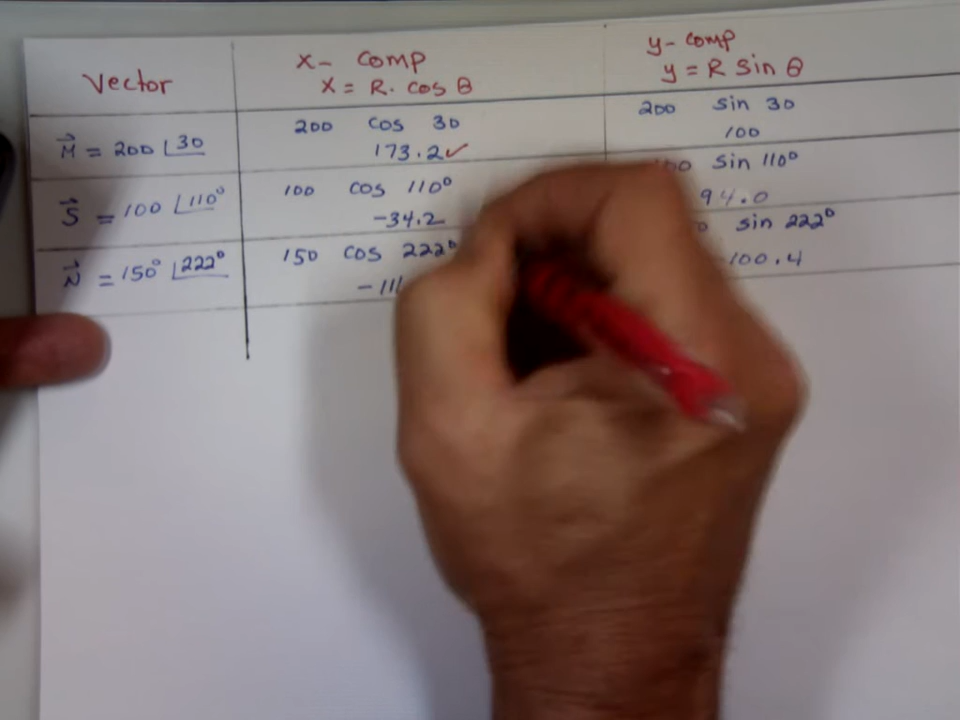 Vector
x- comp
x = R. cos θ
y- comp
y = R sin θ
M⃗ = 200 ∠30
200 cos 30
173.2✓
200 sin 30
100
S⃗ = 100 ∠110°
100 cos 110°
-34.2
sin 110°
94.0
N⃗ = 150° ∠222°
150 cos 222°
sin 222°
100.4